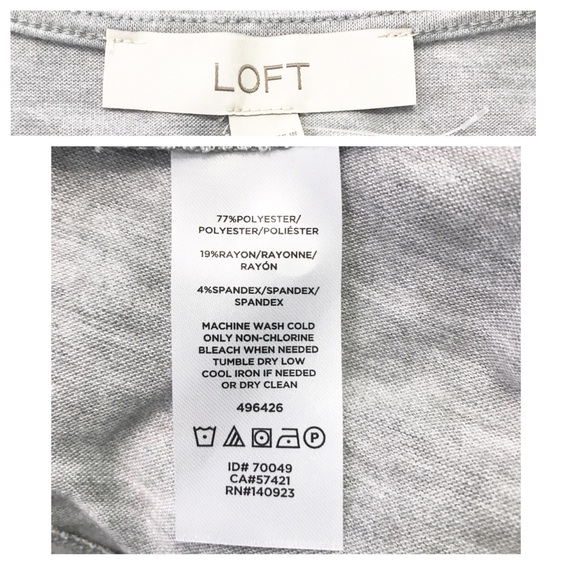 LOFT
77%POLYESTER/
POLYESTER/POLIÉSTER
19%RAYON/RAYONNE/
RAYÓN
4%SPANDEX/SPANDEX/
SPANDEX
MACHINE WASH COLD
ONLY NON-CHLORINE
BLEACH WHEN NEEDED
TUMBLE DRY LOW
COOL IRON IF NEEDED
OR DRY CLEAN
496426
P
ID# 70049
CA#57421
RN#140923